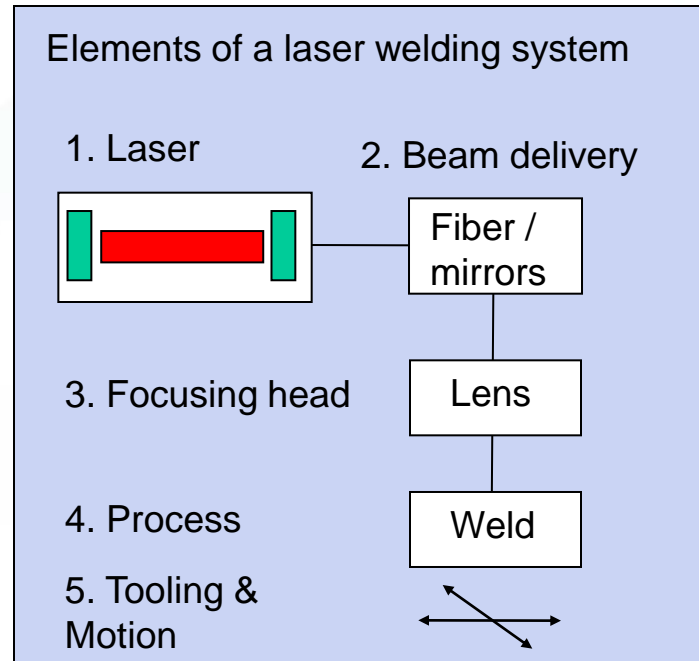 Elements of a laser welding system
1. Laser
2. Beam delivery
Fiber /
mirrors
3. Focusing head
Lens
4. Process
Weld
5. Tooling &
Motion